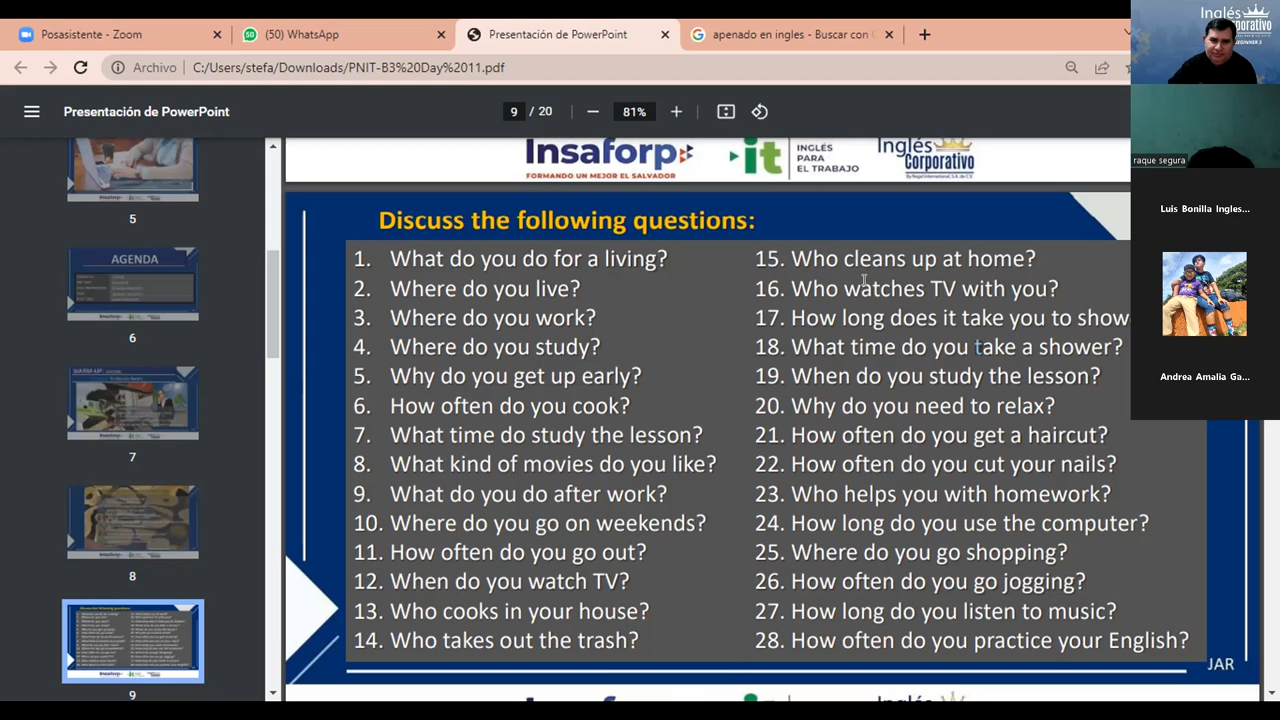 Posasistente - Zoom
(50) WhatsApp
Presentación de PowerPoint
apenado en ingles - Buscar con
Archivo
C:/Users/stefa/Downloads/PNIT-B3%20Day%2011.pdf
Presentación de PowerPoint
9 / 20
81%
5
AGENDA
6
WARM-UP:
7
8
Discuss the following questions:
9
Insaforp
FORMANDO UN MEJOR EL SALVADOR
it
INGLÉS
PARA
EL TRABAJO
Inglés
Corporativo
Discuss the following questions:
1. What do you do for a living?
2. Where do you live?
3. Where do you work?
4. Where do you study?
5. Why do you get up early?
6. How often do you cook?
7. What time do study the lesson?
8. What kind of movies do you like?
9. What do you do after work?
10. Where do you go on weekends?
11. How often do you go out?
12. When do you watch TV?
13. Who cooks in your house?
14. Who takes out the trash?
15. Who cleans up at home?
16. Who watches TV with you?
17. How long does it take you to show
18. What time do you take a shower?
19. When do you study the lesson?
20. Why do you need to relax?
21. How often do you get a haircut?
22. How often do you cut your nails?
23. Who helps you with homework?
24. How long do you use the computer?
25. Where do you go shopping?
26. How often do you go jogging?
27. How long do you listen to music?
28. When do you practice your English?
JAR
Inglés
Corporativo
BEGINNER 3
raque segura
Luis Bonilla Ingles...
Andrea Amalia Ga...